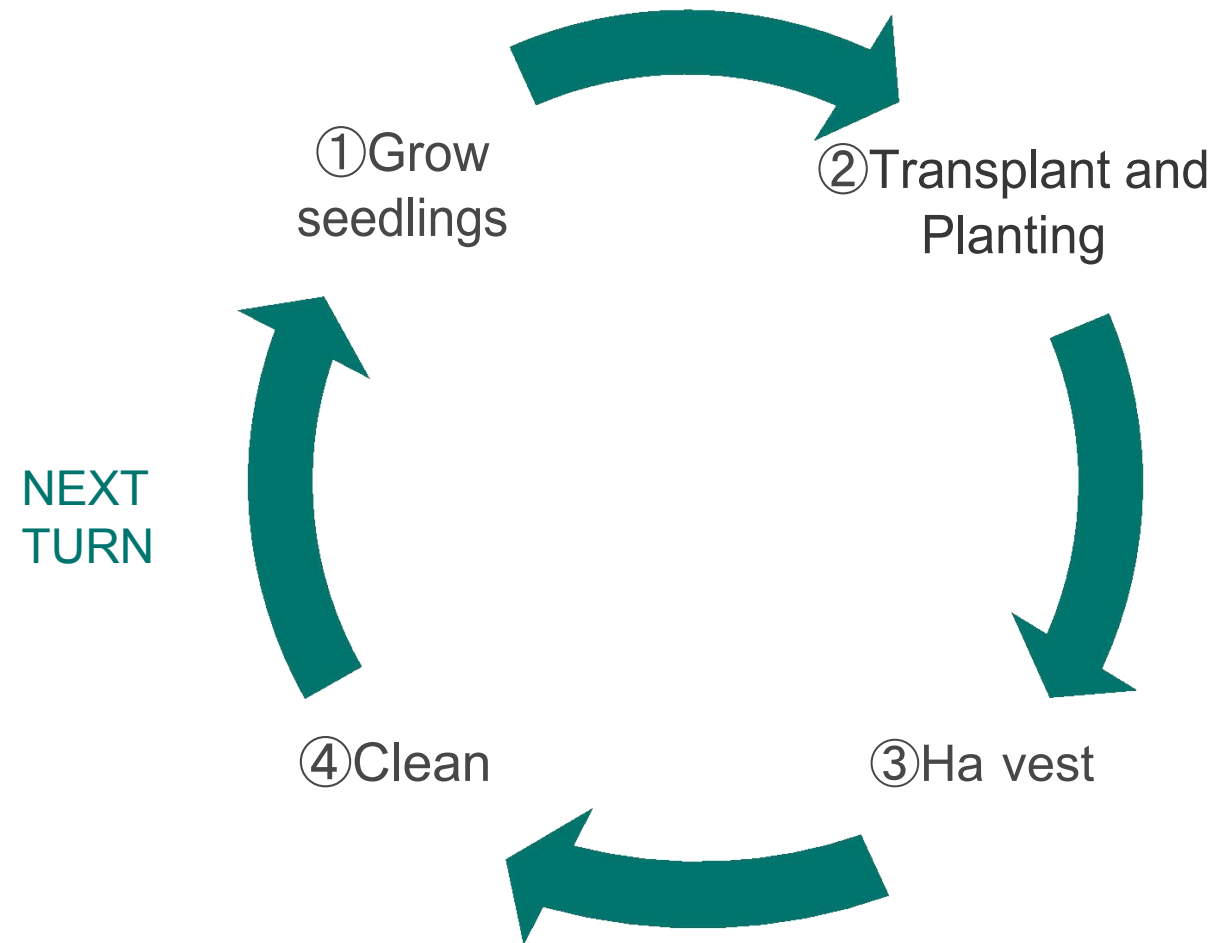 ①Grow
seedlings
②Transplant and
Planting
NEXT
TURN
④Clean
③Ha vest